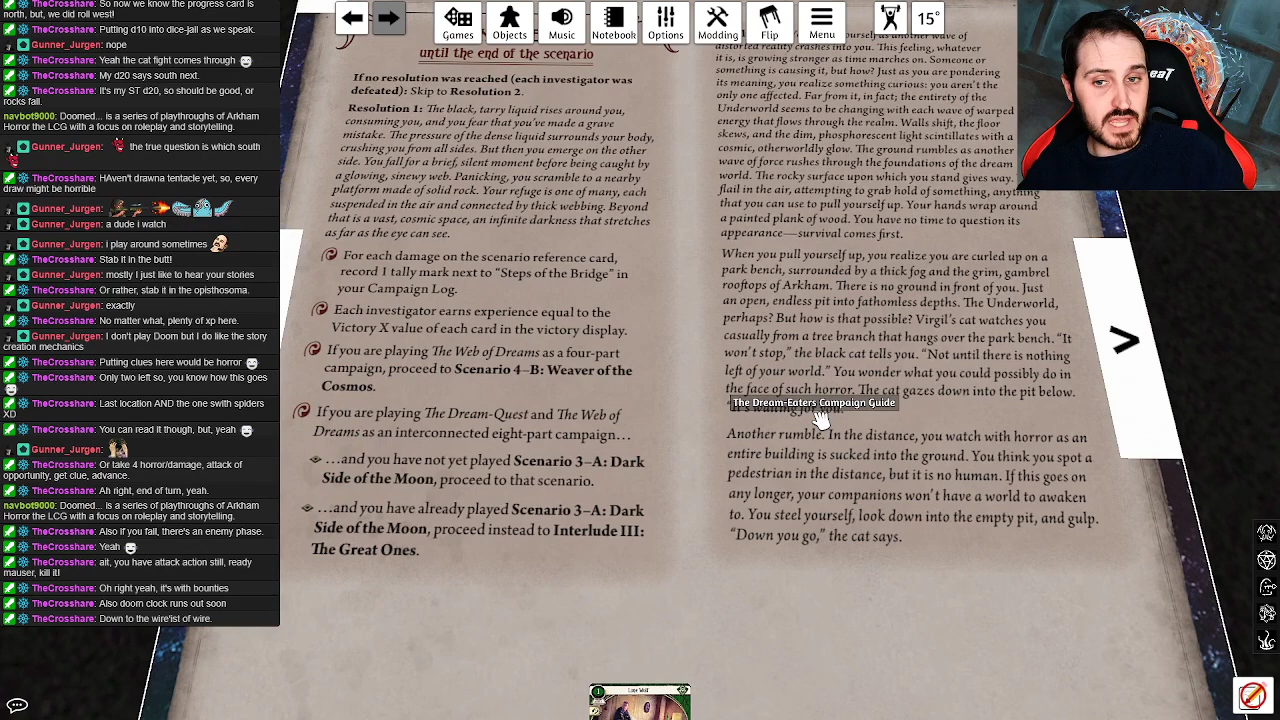 So now we know the progress card is
north, but, we did roll west!
TheCrosshare: Putting d10 into dice-jail as we speak.
Gunner_Jurgen: nope
TheCrosshare: Yeah the cat fight comes through
TheCrosshare: My d20 says south next.
TheCrosshare: It's my ST d20, so should be good, or
rocks fall.
navbot9000: Doomed... is a series of playthroughs of Arkham
Horror the LCG with a focus on roleplay and storytelling.
Gunner_Jurgen: the true question is which south
TheCrosshare: HAven't drawna tentacle yet, so, every
draw might be horrible
Gunner_Jurgen:
Gunner_Jurgen: a dude i watch
Gunner_Jurgen: i play around sometimes
TheCrosshare: Stab it in the butt!
Gunner_Jurgen: mostly I just like to hear your stories
TheCrosshare: Or rather, stab it in the opisthosoma.
Gunner_Jurgen: exactly
TheCrosshare: No matter what, plenty of xp here.
Gunner_Jurgen: I don't play Doom but I do like the story
creation mechanics
TheCrosshare: Putting clues here would be horrible
TheCrosshare: Only two left so, you know how this goes
TheCrosshare: Last location AND the one with spiders
XD
TheCrosshare: You can read it though, but, yeah
Gunner_Jurgen:
TheCrosshare: Or take 4 horror/damage, attack of
opportunity, get clue, advance.
TheCrosshare: Ah right, end of turn, yeah.
navbot9000: Doomed... is a series of playthroughs of Arkham
Horror the LCG with a focus on roleplay and storytelling.
TheCrosshare: Also if you fail, there's an enemy phase.
TheCrosshare: Yeah
TheCrosshare: ait, you have attack action still, ready
mauser, kill it!
TheCrosshare: Oh right yeah, it's with bounties
TheCrosshare: Also doom clock runs out soon
TheCrosshare: Down to the wire'ist of wire.
Games
Objects
Music
Notebook
Options
Modding
Flip
Menu
15°
until the end of the scenario
If no resolution was reached (each investigator was
defeated): Skip to Resolution 2.
Resolution 1: The black, tarry liquid rises around you,
consuming you, and you fear that you've made a grave
mistake. The pressure of the dense liquid surrounds your body,
crushing you from all sides. But then you emerge on the other
side. You fall for a brief, silent moment before being caught by
a glowing, sinewy web. Panicking, you scramble to a nearby
platform made of solid rock. Your refuge is one of many, each
suspended in the air and connected by thick webbing. Beyond
that is a vast, cosmic space, an infinite darkness that stretches
as far as the eye can see.
For each damage on the scenario reference card,
record 1 tally mark next to "Steps of the Bridge" in
your Campaign Log.
Each investigator earns experience equal to the
Victory X value of each card in the victory display.
If you are playing The Web of Dreams as a four-part
campaign, proceed to Scenario 4–B: Weaver of the
Cosmos.
If you are playing The Dream-Quest and The Web of
Dreams as an interconnected eight-part campaign…
…and you have not yet played Scenario 3–A: Dark
Side of the Moon, proceed to that scenario.
…and you have already played Scenario 3–A: Dark
Side of the Moon, proceed instead to Interlude III:
The Great Ones.
yourself as another wave of
distorted reality crashes into you. This feeling, whatever
it is, is growing stronger as time marches on. Someone or
something is causing it, but how? Just as you are pondering
its meaning, you realize something curious: you aren't the
only one affected. Far from it, in fact; the entirety of the
Underworld seems to be changing with each wave of warped
energy that flows through the realm. Walls shift, the floor
skews, and the dim, phosphorescent light scintillates with a
cosmic, otherworldly glow. The ground rumbles as another
wave of force rushes through the foundations of the dream
world. The rocky surface upon which you stand gives way.
flail in the air, attempting to grab hold of something, anything
that you can use to pull yourself up. Your hands wrap around
a painted plank of wood. You have no time to question its
appearance—survival comes first.
When you pull yourself up, you realize you are curled up on a
park bench, surrounded by a thick fog and the grim, gambrel
rooftops of Arkham. There is no ground in front of you. Just
an open, endless pit into fathomless depths. The Underworld,
perhaps? But how is that possible? Virgil's cat watches you
casually from a tree branch that hangs over the park bench. "It
won't stop," the black cat tells you. "Not until there is nothing
left of your world." You wonder what you could possibly do in
the face of such horror. The cat gazes down into the pit below.
The Dream-Eaters Campaign Guide
"It's waiting for you."
Another rumble. In the distance, you watch with horror as an
entire building is sucked into the ground. You think you spot a
pedestrian in the distance, but it is no human. If this goes on
any longer, your companions won't have a world to awaken
to. You steel yourself, look down into the empty pit, and gulp.
"Down you go," the cat says.
>
1
Lone Wolf